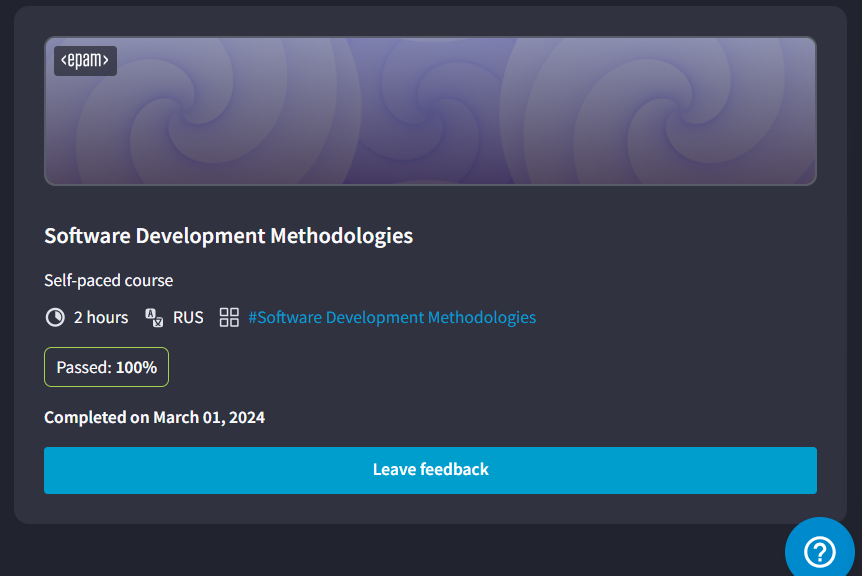 <epam>
Software Development Methodologies
Self-paced course
2 hours RUS #Software Development Methodologies
Passed: 100%
Completed on March 01, 2024
Leave feedback